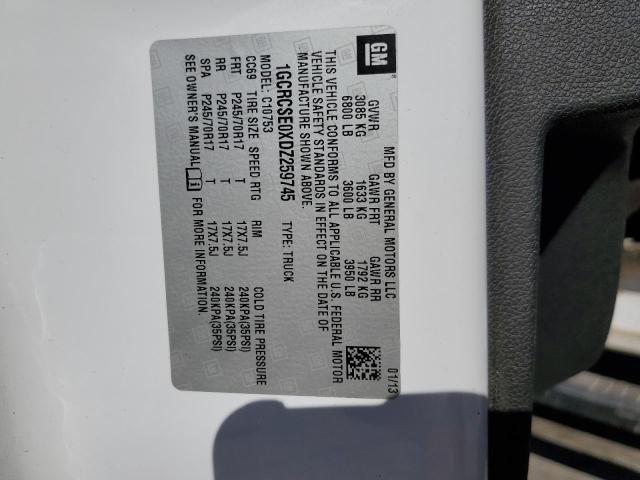 GM
MFD BY GENERAL MOTORS LLC 01/13
GVWR GAWR FRT GAWR RR
3085 KG 1633 KG 1792 KG
6800 LB 3600 LB 3950 LB
THIS VEHICLE CONFORMS TO ALL APPLICABLE U.S. FEDERAL MOTOR
VEHICLE SAFETY STANDARDS IN EFFECT ON THE DATE OF
MANUFACTURE SHOWN ABOVE.
1GCRCSE0XDZ259745 TYPE: TRUCK
MODEL: C10753
CC69 TIRE SIZE SPEED RTG RIM COLD TIRE PRESSURE
FRT P245/70R17 T 17X7.5J 240KPA(35PSI)
RR P245/70R17 T 17X7.5J 240KPA(35PSI)
SPA P245/70R17 T 17X7.5J 240KPA(35PSI)
SEE OWNER'S MANUAL FOR MORE INFORMATION.